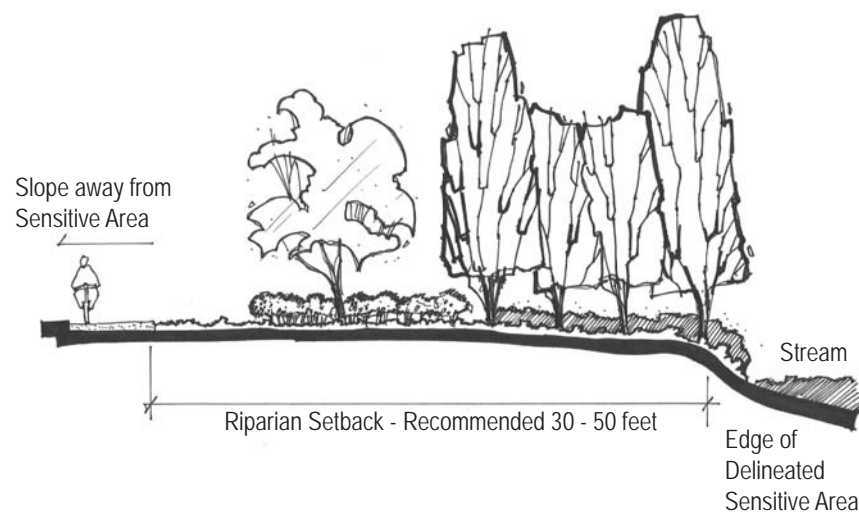 Slope away from
Sensitive Area
Stream
Riparian Setback - Recommended 30 - 50 feet
Edge of
Delineated
Sensitive Area